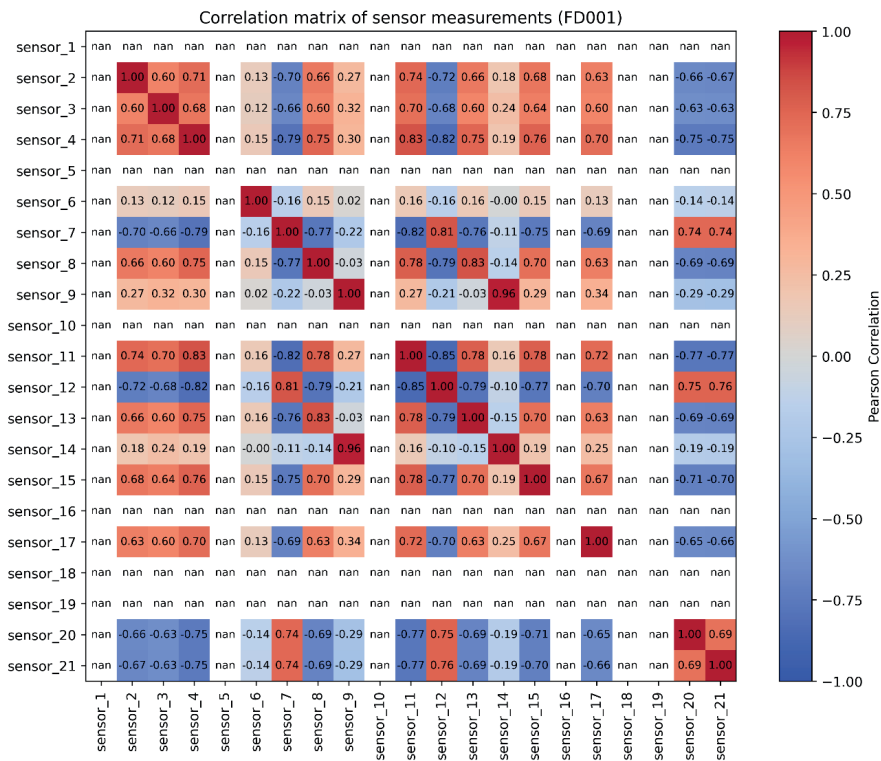 Correlation matrix of sensor measurements (FD001)
sensor_1 nan nan nan nan nan nan nan nan nan nan nan nan nan nan nan nan nan nan nan nan nan
sensor_2 nan 1.00 0.60 0.71 nan 0.13 -0.70 0.66 0.27 nan 0.74 -0.72 0.66 0.18 0.68 nan 0.63 nan nan -0.66 -0.67
sensor_3 nan 0.60 1.00 0.68 nan 0.12 -0.66 0.60 0.32 nan 0.70 -0.68 0.60 0.24 0.64 nan 0.60 nan nan -0.63 -0.63
sensor_4 nan 0.71 0.68 1.00 nan 0.15 -0.79 0.75 0.30 nan 0.83 -0.82 0.75 0.19 0.76 nan 0.70 nan nan -0.75 -0.75
sensor_5 nan nan nan nan nan nan nan nan nan nan nan nan nan nan nan nan nan nan nan nan nan
sensor_6 nan 0.13 0.12 0.15 nan 1.00 -0.16 0.15 0.02 nan 0.16 -0.16 0.16 -0.00 0.15 nan 0.13 nan nan -0.14 -0.14
sensor_7 nan -0.70 -0.66 -0.79 nan -0.16 1.00 -0.77 -0.22 nan -0.82 0.81 -0.76 -0.11 -0.75 nan -0.69 nan nan 0.74 0.74
sensor_8 nan 0.66 0.60 0.75 nan 0.15 -0.77 1.00 -0.03 nan 0.78 -0.79 0.83 -0.14 0.70 nan 0.63 nan nan -0.69 -0.69
sensor_9 nan 0.27 0.32 0.30 nan 0.02 -0.22 -0.03 1.00 nan 0.27 -0.21 -0.03 0.96 0.29 nan 0.34 nan nan -0.29 -0.29
sensor_10 nan nan nan nan nan nan nan nan nan nan nan nan nan nan nan nan nan nan nan nan nan
sensor_11 nan 0.74 0.70 0.83 nan 0.16 -0.82 0.78 0.27 nan 1.00 -0.85 0.78 0.16 0.78 nan 0.72 nan nan -0.77 -0.77
sensor_12 nan -0.72 -0.68 -0.82 nan -0.16 0.81 -0.79 -0.21 nan -0.85 1.00 -0.79 -0.10 -0.77 nan -0.70 nan nan 0.75 0.76
sensor_13 nan 0.66 0.60 0.75 nan 0.16 -0.76 0.83 -0.03 nan 0.78 -0.79 1.00 -0.15 0.70 nan 0.63 nan nan -0.69 -0.69
sensor_14 nan 0.18 0.24 0.19 nan -0.00 -0.11 -0.14 0.96 nan 0.16 -0.10 -0.15 1.00 0.19 nan 0.25 nan nan -0.19 -0.19
sensor_15 nan 0.68 0.64 0.76 nan 0.15 -0.75 0.70 0.29 nan 0.78 -0.77 0.70 0.19 1.00 nan 0.67 nan nan -0.71 -0.70
sensor_16 nan nan nan nan nan nan nan nan nan nan nan nan nan nan nan nan nan nan nan nan nan
sensor_17 nan 0.63 0.60 0.70 nan 0.13 -0.69 0.63 0.34 nan 0.72 -0.70 0.63 0.25 0.67 nan 1.00 nan nan -0.65 -0.66
sensor_18 nan nan nan nan nan nan nan nan nan nan nan nan nan nan nan nan nan nan nan nan nan
sensor_19 nan nan nan nan nan nan nan nan nan nan nan nan nan nan nan nan nan nan nan nan nan
sensor_20 nan -0.66 -0.63 -0.75 nan -0.14 0.74 -0.69 -0.29 nan -0.77 0.75 -0.69 -0.19 -0.71 nan -0.65 nan nan 1.00 0.69
sensor_21 nan -0.67 -0.63 -0.75 nan -0.14 0.74 -0.69 -0.29 nan -0.77 0.76 -0.69 -0.19 -0.70 nan -0.66 nan nan 0.69 1.00
sensor_1
sensor_2
sensor_3
sensor_4
sensor_5
sensor_6
sensor_7
sensor_8
sensor_9
sensor_10
sensor_11
sensor_12
sensor_13
sensor_14
sensor_15
sensor_16
sensor_17
sensor_18
sensor_19
sensor_20
sensor_21
1.00
0.75
0.50
0.25
0.00
−0.25
−0.50
−0.75
−1.00
Pearson Correlation